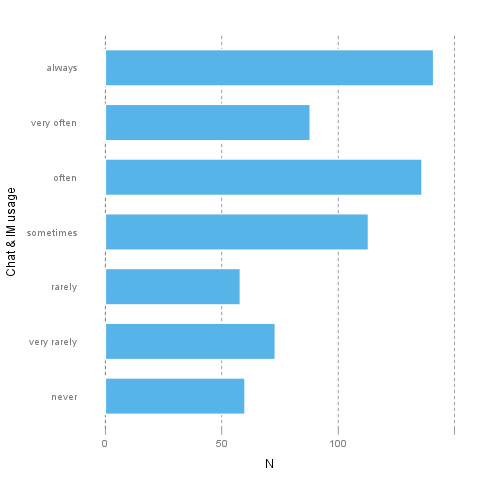 always
very often
often
sometimes
rarely
very rarely
never
Chat & IM usage
0 50 100
N